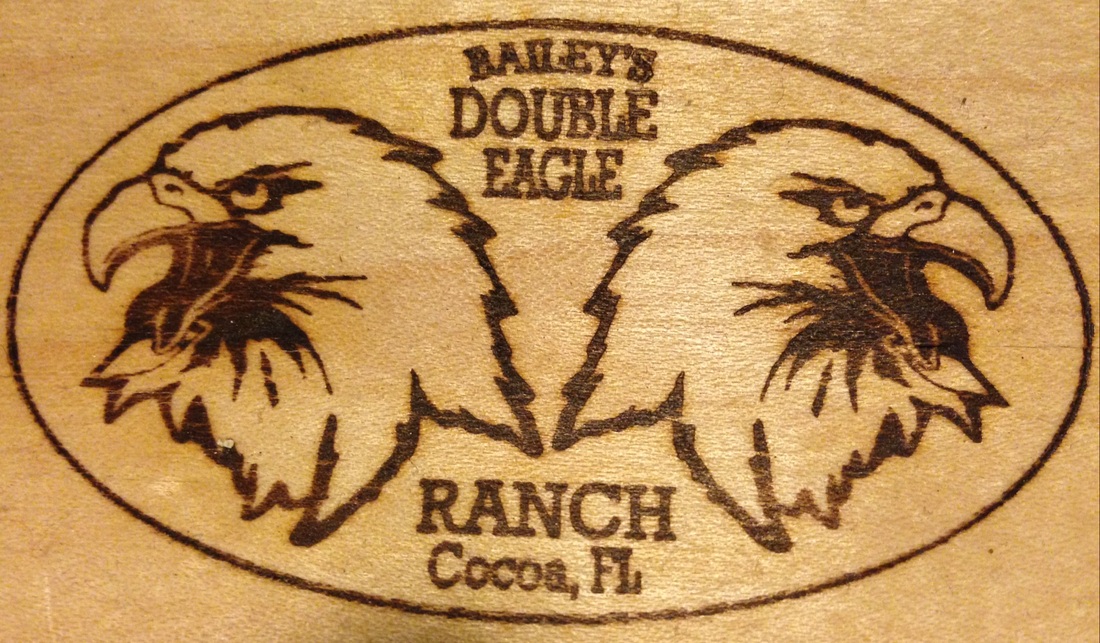 BAILEY'S
DOUBLE
EAGLE
RANCH
Cocoa, FL